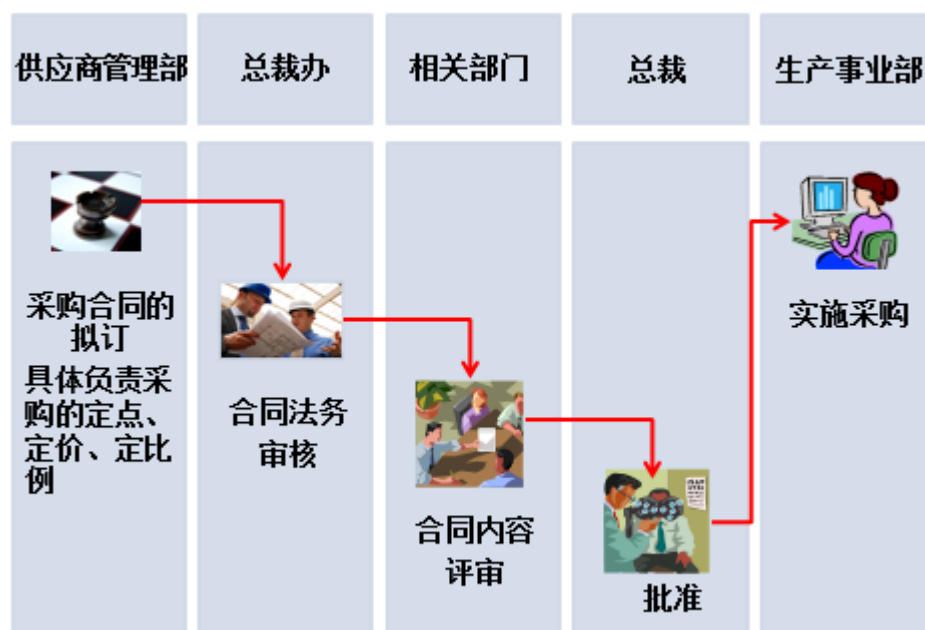 供应商管理部
总裁办
相关部门
总裁
生产事业部
采购合同的
拟订
具体负责采
购的定点、
定价、定比
例
合同法务
审核
合同内容
评审
批准
实施采购